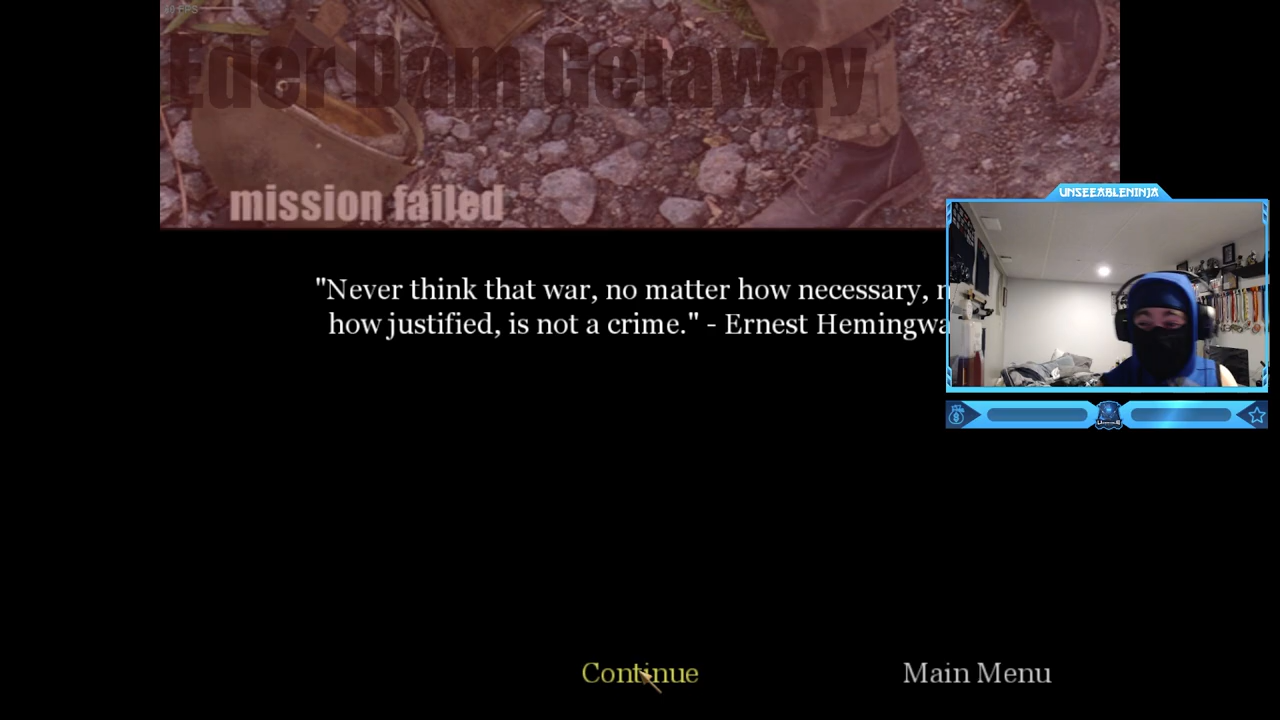 FPS
Eder Dam Getaway
mission failed
UNSEEABLENINJA
"Never think that war, no matter how necessary,
how justified, is not a crime." - Ernest
Continue
Main Menu